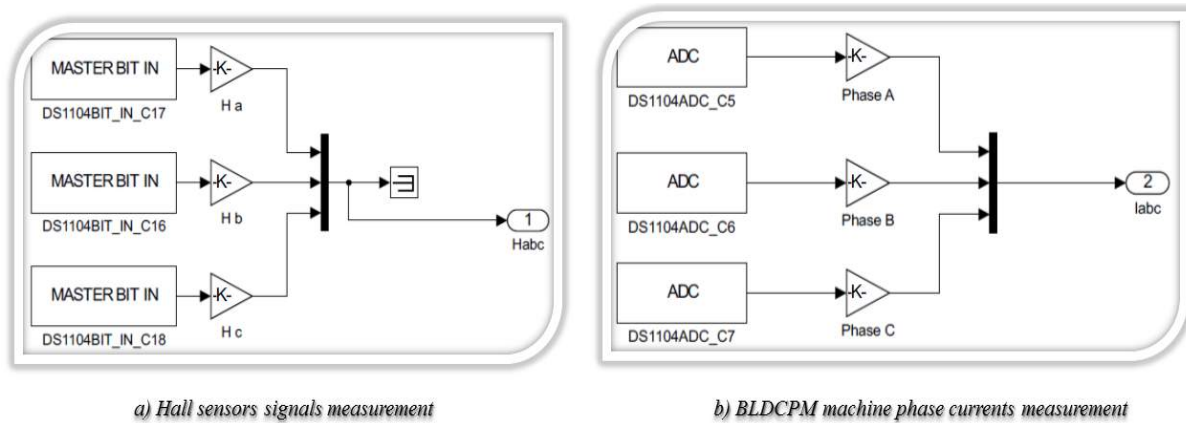 MASTER BIT IN
-K-
DS1104BIT_IN_C17
H a
MASTER BIT IN
-K-
DS1104BIT_IN_C16
H b
1
Habc
MASTER BIT IN
-K-
DS1104BIT_IN_C18
H c
a) Hall sensors signals measurement
ADC
-K-
DS1104ADC_C5
Phase A
ADC
-K-
2
DS1104ADC_C6
Phase B
Iabc
ADC
-K-
DS1104ADC_C7
Phase C
b) BLDCPM machine phase currents measurement